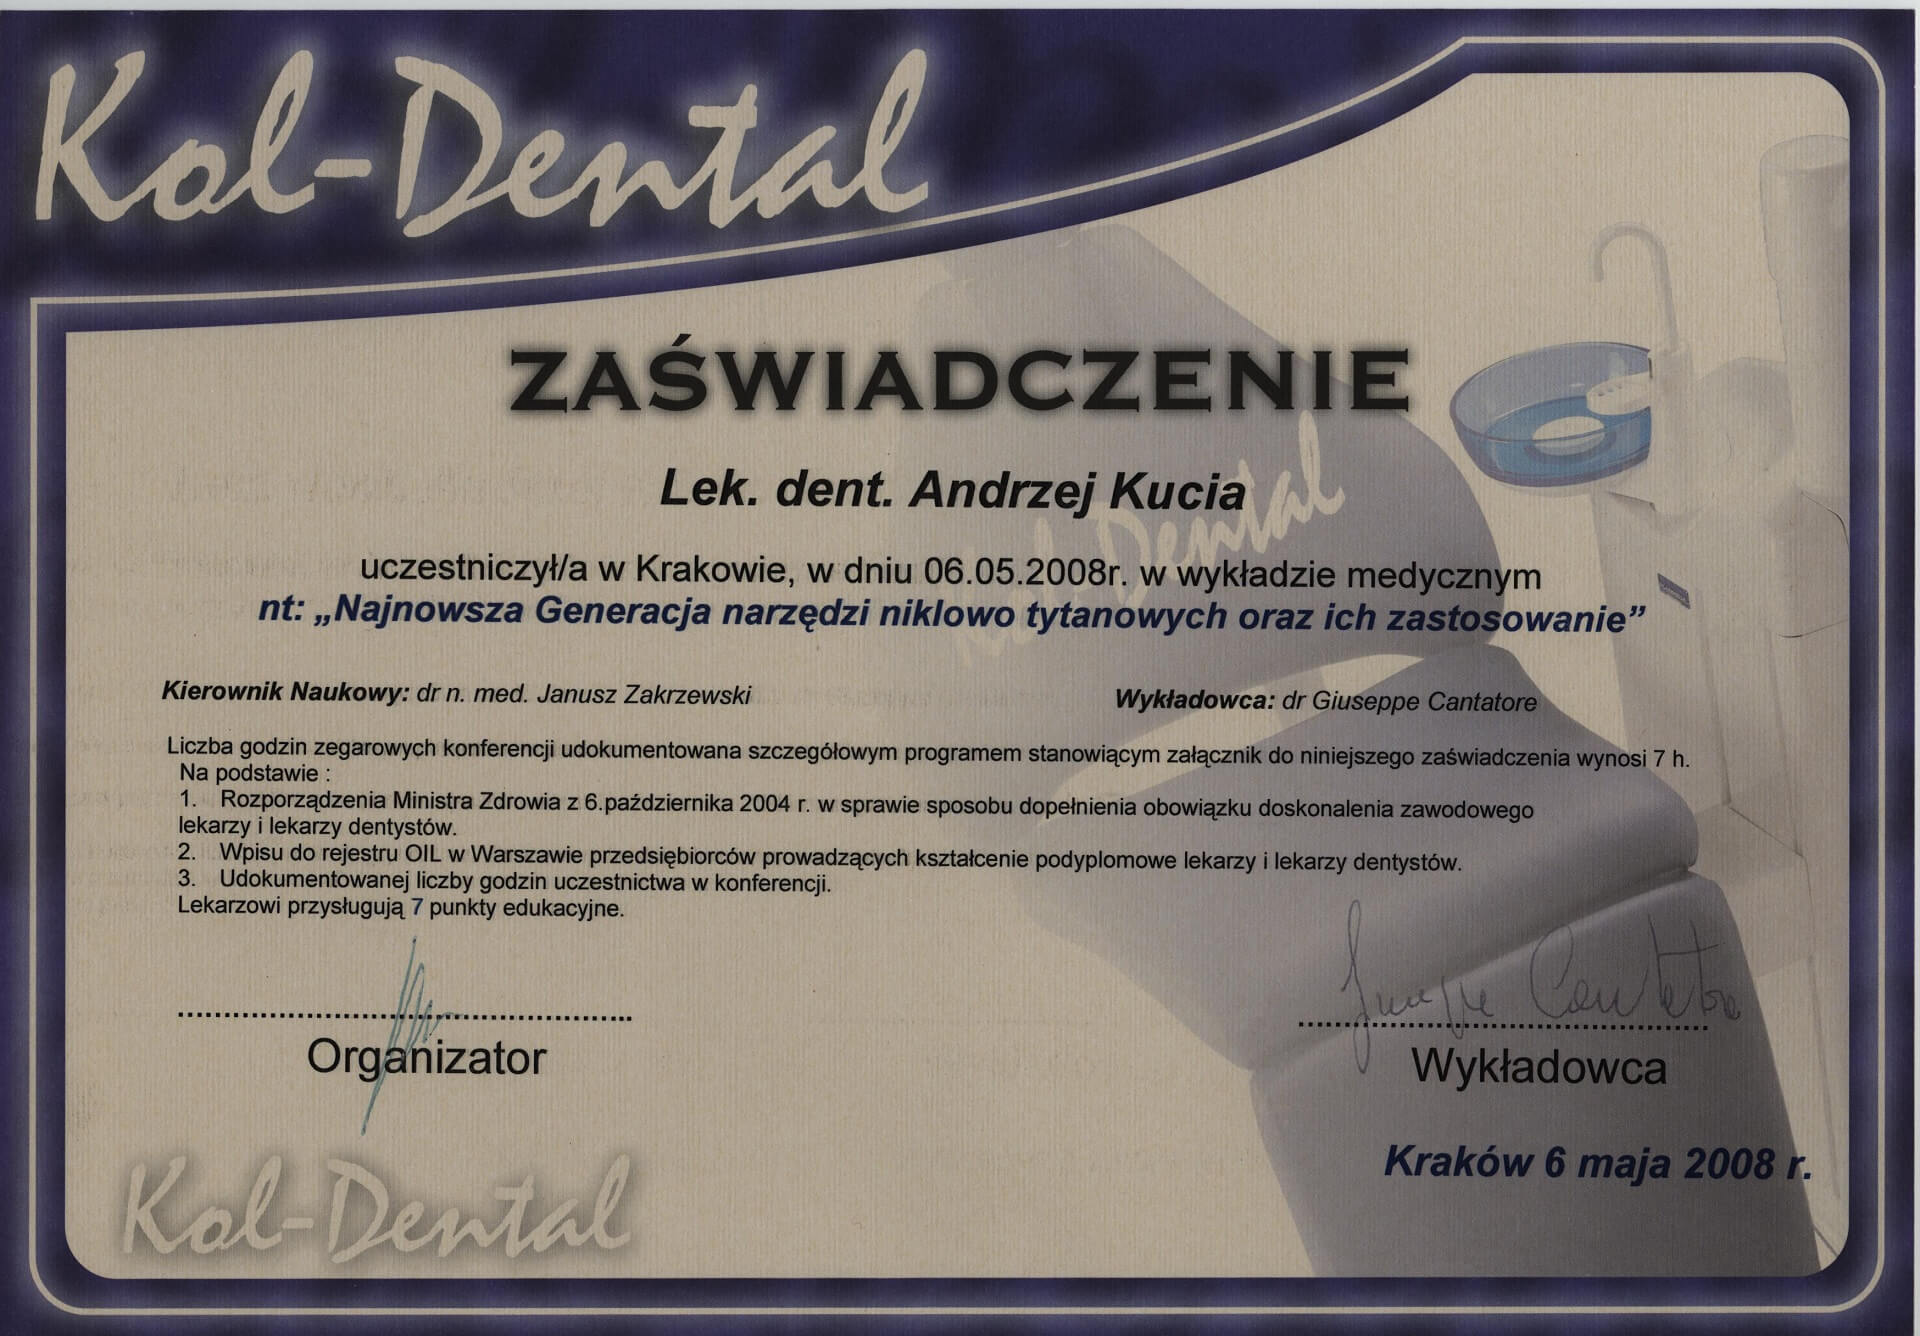 Kol-Dental
ZAŚWIADCZENIE
Lek. dent. Andrzej Kucia
Kol-Dental
uczestniczył/a w Krakowie, w dniu 06.05.2008r. w wykładzie medycznym
nt: „Najnowsza Generacja narzędzi niklowo tytanowych oraz ich zastosowanie”
Kierownik Naukowy: dr n. med. Janusz Zakrzewski
Wykładowca: dr Giuseppe Cantatore
Liczba godzin zegarowych konferencji udokumentowana szczegółowym programem stanowiącym załącznik do niniejszego zaświadczenia wynosi 7 h.
Na podstawie :
1. Rozporządzenia Ministra Zdrowia z 6.października 2004 r. w sprawie sposobu dopełnienia obowiązku doskonalenia zawodowego
lekarzy i lekarzy dentystów.
2. Wpisu do rejestru OIL w Warszawie przedsiębiorców prowadzących kształcenie podyplomowe lekarzy i lekarzy dentystów.
3. Udokumentowanej liczby godzin uczestnictwa w konferencji.
Lekarzowi przysługują 7 punkty edukacyjne.
Organizator
Wykładowca
Kraków 6 maja 2008 r.
Kol-Dental